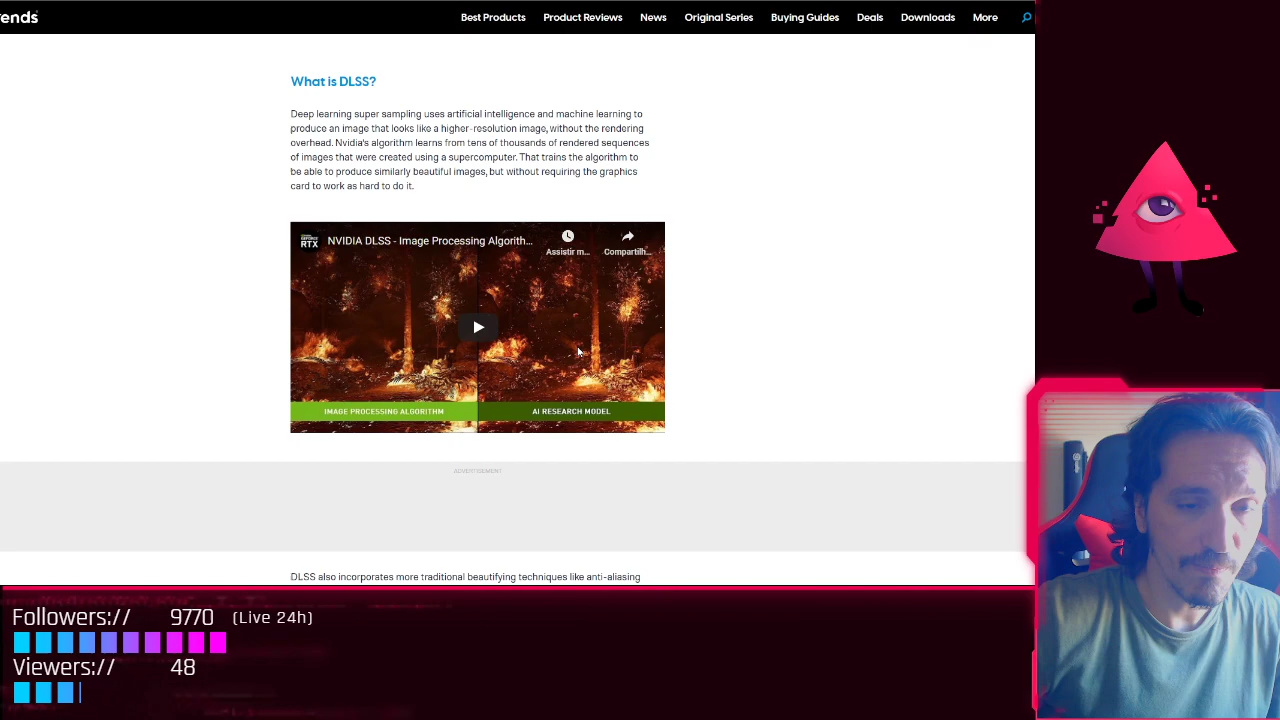 ends
Best Products
Product Reviews
News
Original Series
Buying Guides
Deals
Downloads
More
What is DLSS?
Deep learning super sampling uses artificial intelligence and machine learning to
produce an image that looks like a higher-resolution image, without the rendering
overhead. Nvidia's algorithm learns from tens of thousands of rendered sequences
of images that were created using a supercomputer. That trains the algorithm to
be able to produce similarly beautiful images, but without requiring the graphics
card to work as hard to do it.
RTX
NVIDIA DLSS - Image Processing Algorith...
Assistir m...
Compartilh...
IMAGE PROCESSING ALGORITHM
AI RESEARCH MODEL
ADVERTISEMENT
DLSS also incorporates more traditional beautifying techniques like anti-aliasing
Followers:// 9770 (Live 24h)
Viewers:// 48